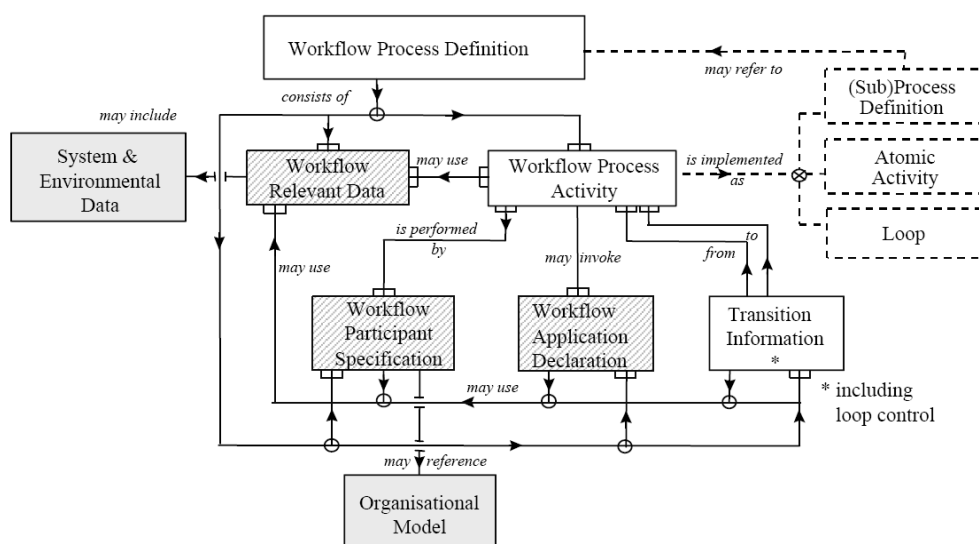 Workflow Process Definition
may refer to
consists of
(Sub)Process
Definition
may include
System &
Environmental
Data
Workflow
Relevant Data
may use
Workflow Process
Activity
is implemented
as
Atomic
Activity
Loop
is performed
by
may use
may invoke
to
from
Workflow
Participant
Specification
Workflow
Application
Declaration
Transition
Information
*
may use
* including
loop control
may reference
Organisational
Model